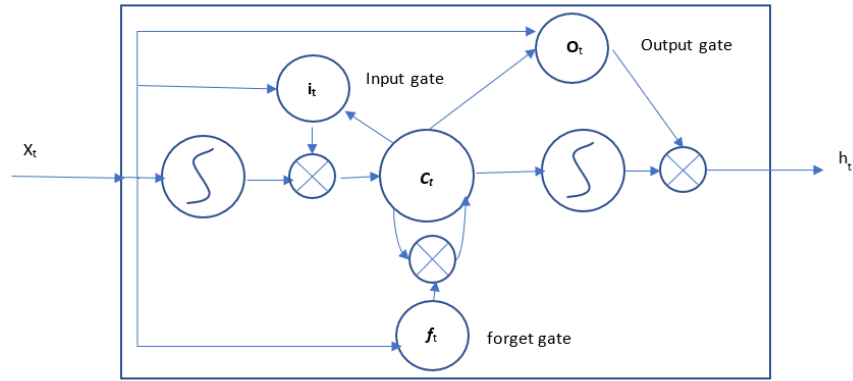 Oₜ
Output gate
Input gate
iₜ
Xₜ
hₜ
Cₜ
fₜ
forget gate